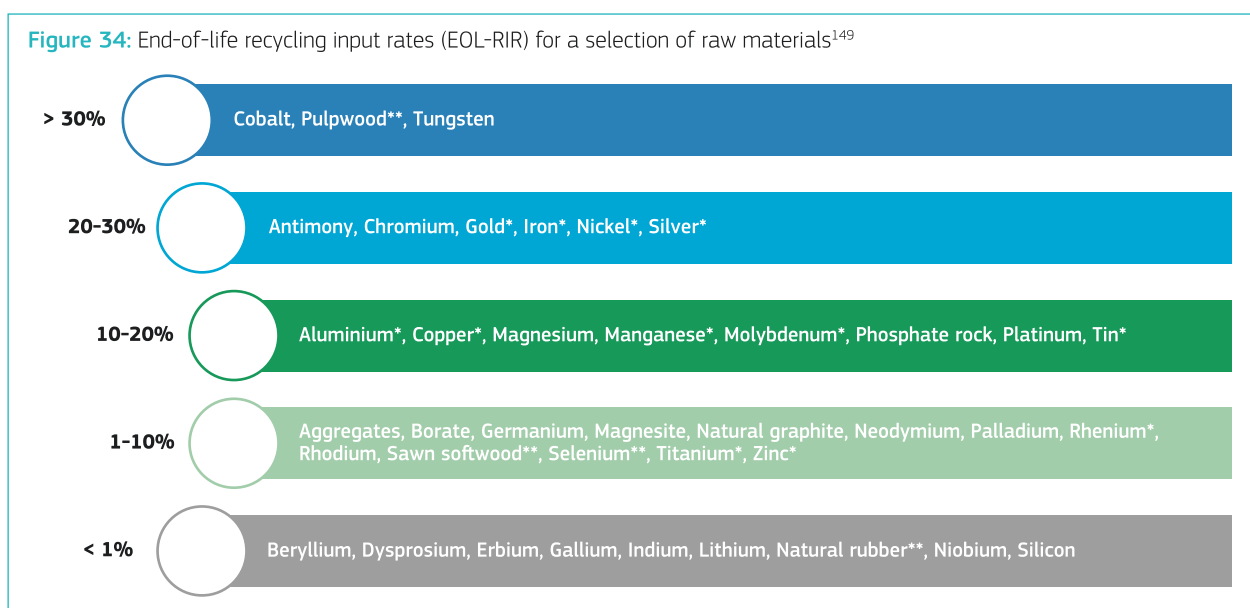 Figure 34: End-of-life recycling input rates (EOL-RIR) for a selection of raw materials149
> 30%
Cobalt, Pulpwood**, Tungsten
20-30%
Antimony, Chromium, Gold*, Iron*, Nickel*, Silver*
10-20%
Aluminium*, Copper*, Magnesium, Manganese*, Molybdenum*, Phosphate rock, Platinum, Tin*
1-10%
Aggregates, Borate, Germanium, Magnesite, Natural graphite, Neodymium, Palladium, Rhenium*,
Rhodium, Sawn softwood**, Selenium**, Titanium*, Zinc*
< 1%
Beryllium, Dysprosium, Erbium, Gallium, Indium, Lithium, Natural rubber**, Niobium, Silicon